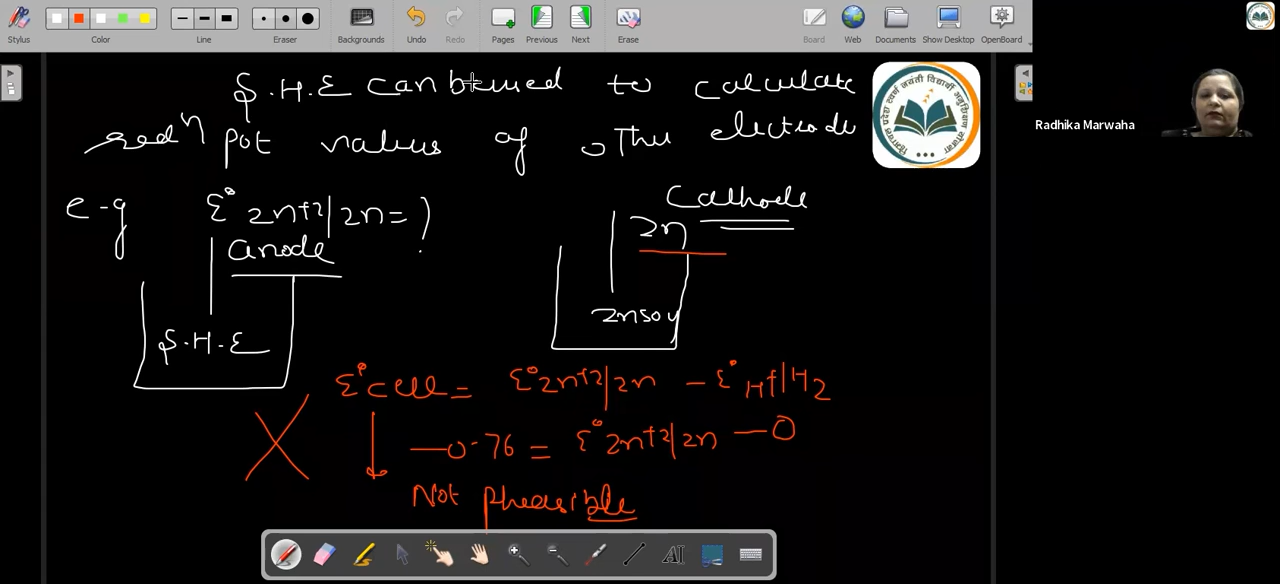 Stylus Color Line Eraser Backgrounds Undo Redo Pages Previous Next Erase Board Web Documents Show Desktop OpenBoard
S.H.E can be used to calculate
redⁿ pot values of other electrode
Radhika Marwaha
e-g E° Zn+2/Zn = ?
Cathode
anode
Zn
S.H.E
ZnSO4
E°cell = E°Zn+2/Zn - E°H+/H2
-0.76 = E°Zn+2/Zn - 0
Not pheasible
AI